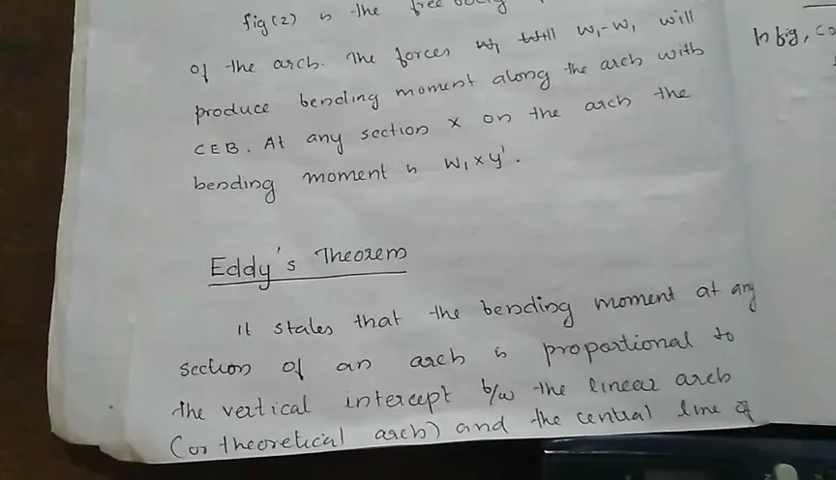 fig(2) is the free
of the arch. The forces W1 W1-W1 will
produce bending moment along the arch with
CEB. At any section x on the arch the
bending moment is W1 x y'.
Eddy's Theorem
It states that the bending moment at any
section of an arch is proportional to
the vertical intercept b/w the linear arch
(or theoretical arch) and the central line of
In big, co